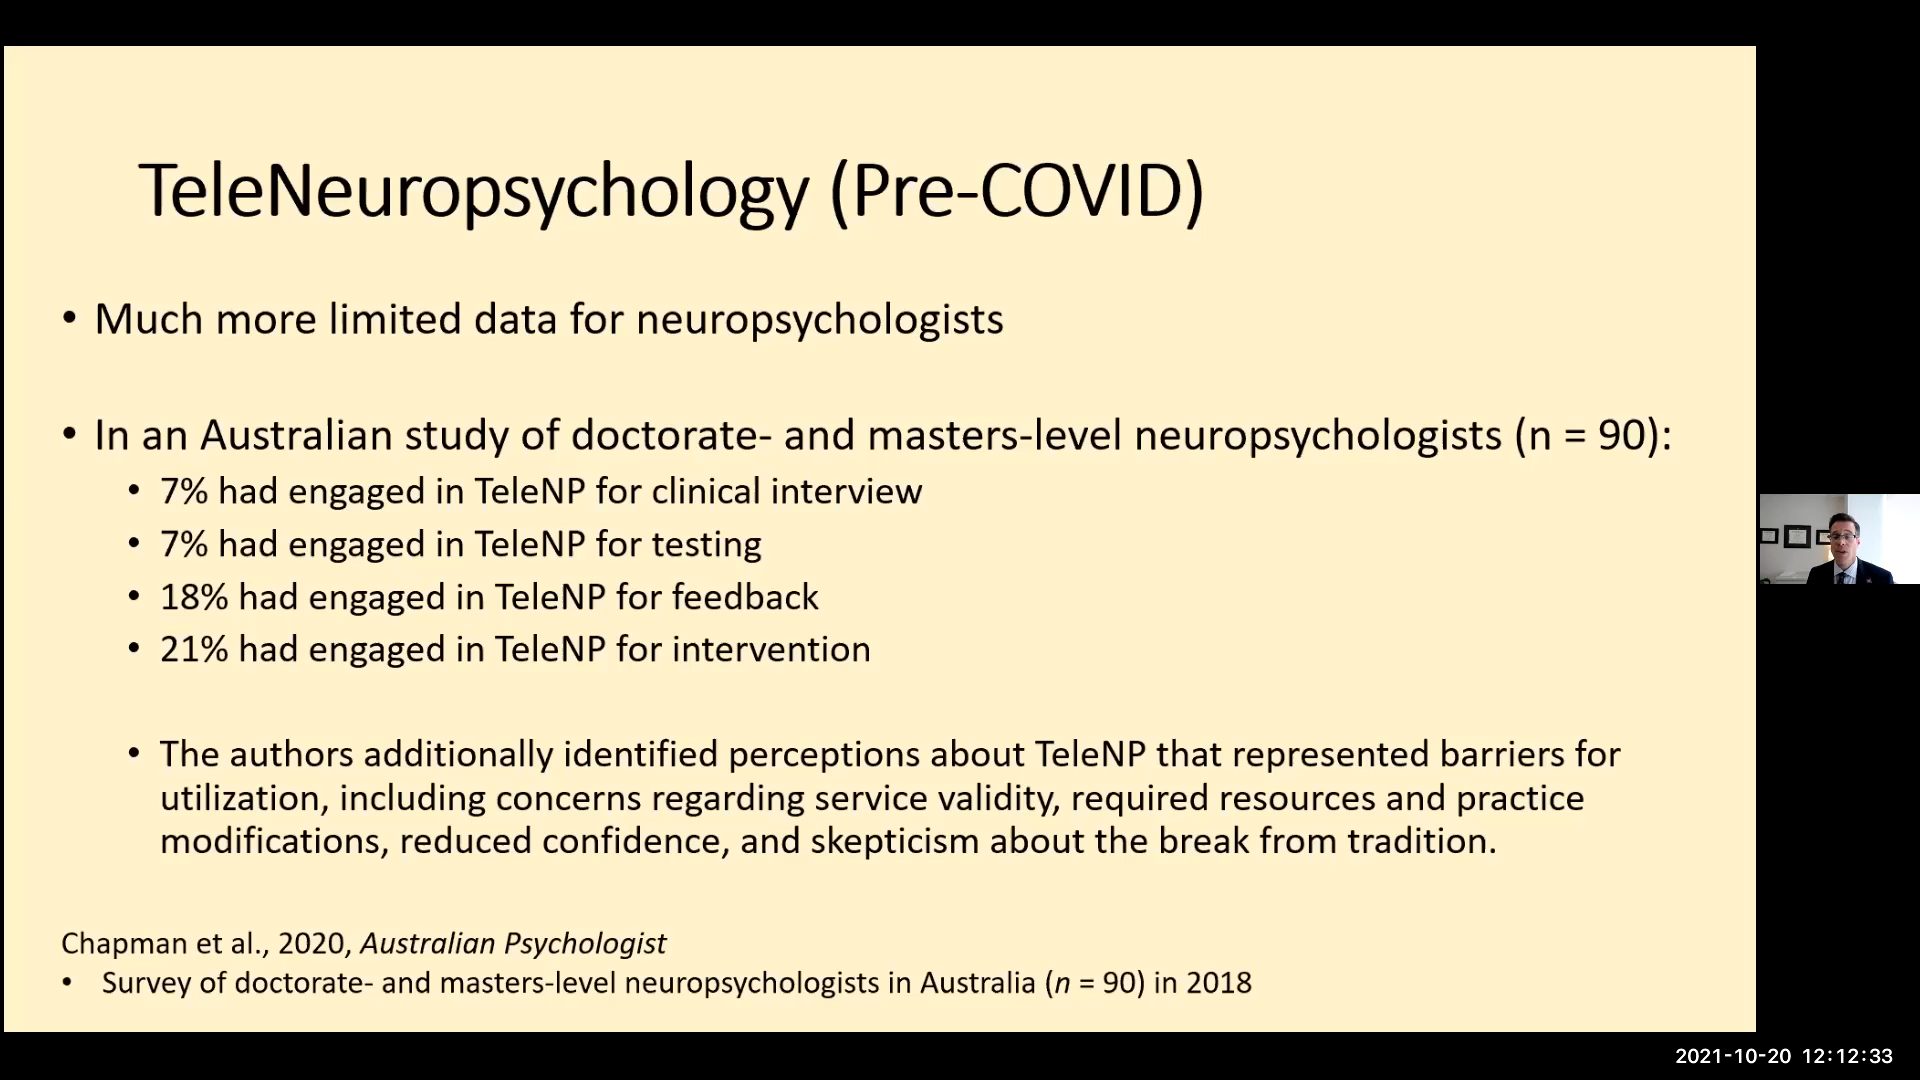 TeleNeuropsychology (Pre-COVID)
• Much more limited data for neuropsychologists
• In an Australian study of doctorate- and masters-level neuropsychologists (n = 90):
• 7% had engaged in TeleNP for clinical interview
• 7% had engaged in TeleNP for testing
• 18% had engaged in TeleNP for feedback
• 21% had engaged in TeleNP for intervention
• The authors additionally identified perceptions about TeleNP that represented barriers for
utilization, including concerns regarding service validity, required resources and practice
modifications, reduced confidence, and skepticism about the break from tradition.
Chapman et al., 2020, Australian Psychologist
• Survey of doctorate- and masters-level neuropsychologists in Australia (n = 90) in 2018
2021-10-20 12:12:33